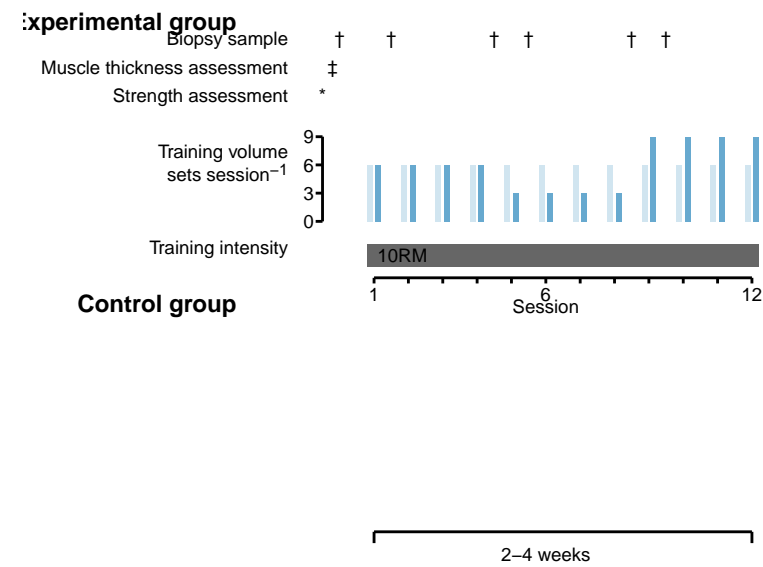 xperimental group
Biopsy sample † † † † † †
Muscle thickness assessment ‡
Strength assessment *
Training volume
sets session⁻¹
9
6
3
0
Training intensity
10RM
1 6 12
Session
Control group
2–4 weeks